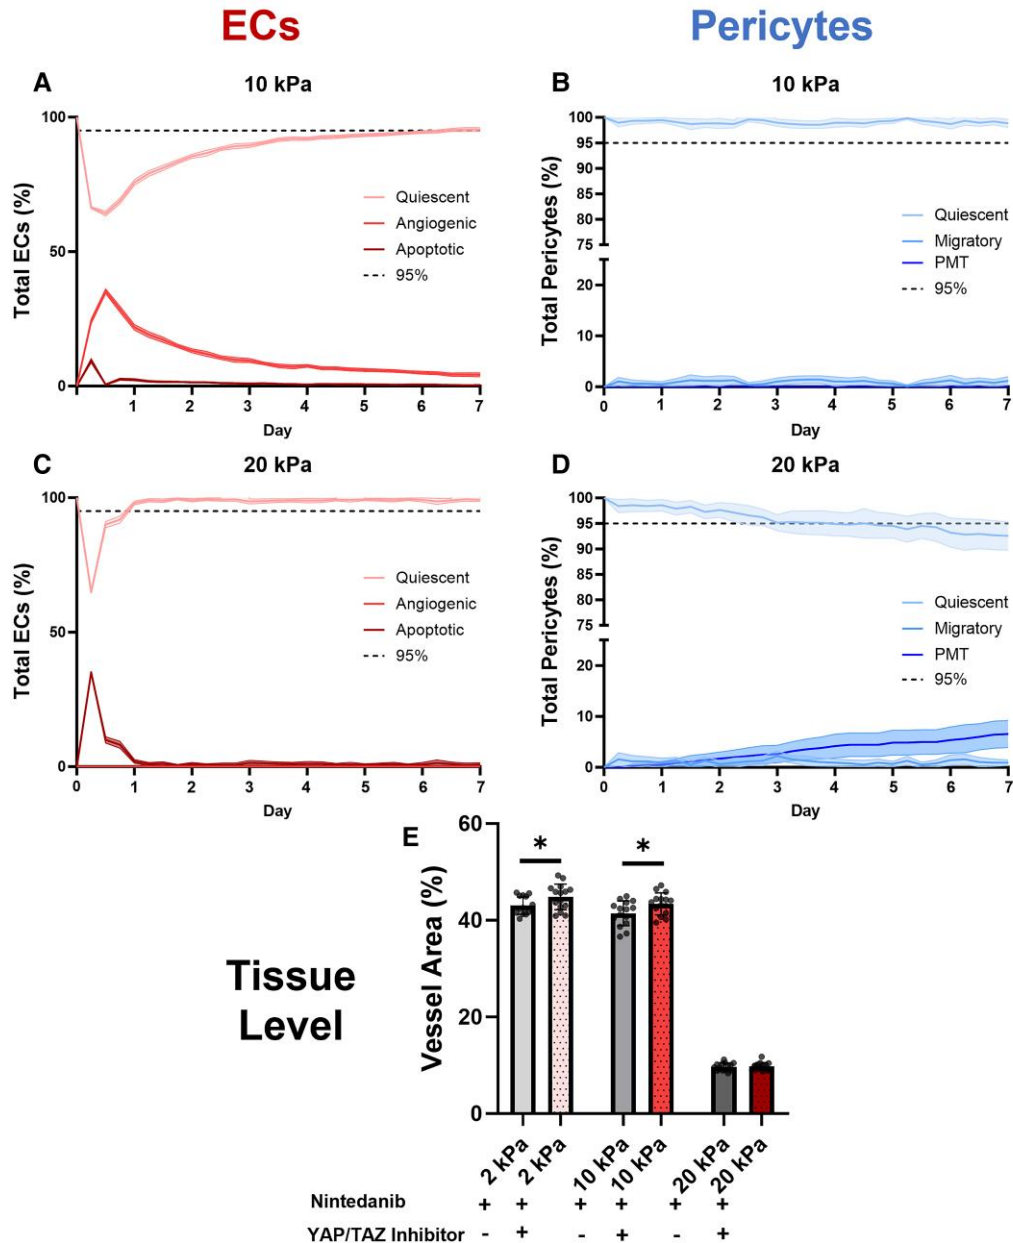 ECs
Pericytes
A
10 kPa
100
50
0
Total ECs (%)
Quiescent
Angiogenic
Apoptotic
95%
1 2 3 4 5 6 7
Day
B
10 kPa
100
95
90
85
80
75
20
10
0
Total Pericytes (%)
Quiescent
Migratory
PMT
95%
0 1 2 3 4 5 6 7
Day
C
20 kPa
100
50
0
Total ECs (%)
Quiescent
Angiogenic
Apoptotic
95%
0 1 2 3 4 5 6 7
Day
D
20 kPa
100
95
90
85
80
75
20
10
0
Total Pericytes (%)
Quiescent
Migratory
PMT
95%
0 1 2 3 4 5 6 7
Day
Tissue
Level
E
60
40
20
0
Vessel Area (%)
*
*
2 kPa
2 kPa
10 kPa
10 kPa
20 kPa
20 kPa
Nintedanib + + + + + +
YAP/TAZ Inhibitor - + - + - +